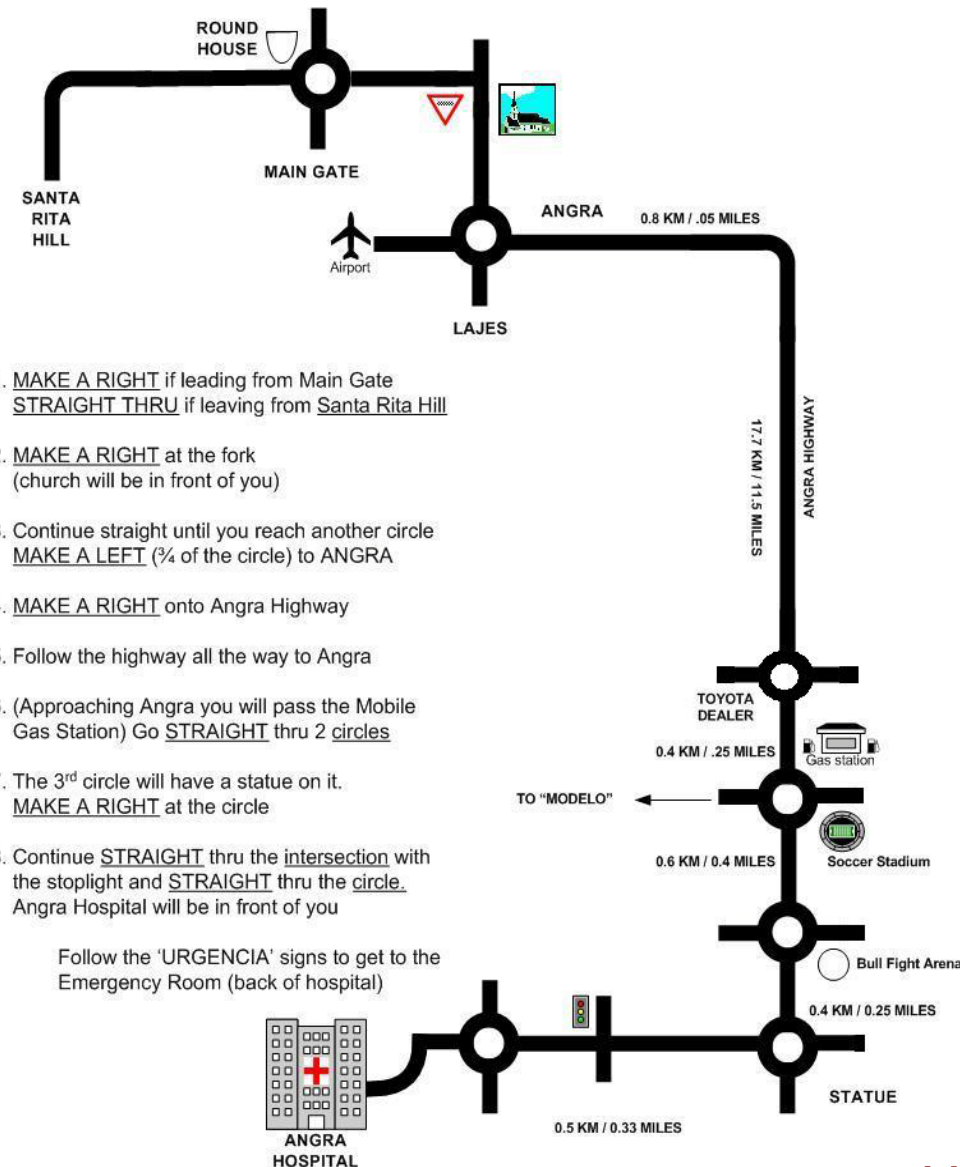 ROUND
HOUSE
MAIN GATE
SANTA
RITA
HILL
ANGRA
0.8 KM / .05 MILES
Airport
LAJES
. MAKE A RIGHT if leading from Main Gate
STRAIGHT THRU if leaving from Santa Rita Hill
. MAKE A RIGHT at the fork
(church will be in front of you)
. Continue straight until you reach another circle
MAKE A LEFT (¾ of the circle) to ANGRA
. MAKE A RIGHT onto Angra Highway
. Follow the highway all the way to Angra
. (Approaching Angra you will pass the Mobile
Gas Station) Go STRAIGHT thru 2 circles
. The 3rd circle will have a statue on it.
MAKE A RIGHT at the circle
. Continue STRAIGHT thru the intersection with
the stoplight and STRAIGHT thru the circle.
Angra Hospital will be in front of you
Follow the ‘URGENCIA’ signs to get to the
Emergency Room (back of hospital)
17.7 KM / 11.5 MILES
ANGRA HIGHWAY
TOYOTA
DEALER
0.4 KM / .25 MILES
Gas station
TO “MODELO”
0.6 KM / 0.4 MILES
Soccer Stadium
Bull Fight Arena
0.4 KM / 0.25 MILES
STATUE
0.5 KM / 0.33 MILES
ANGRA
HOSPITAL